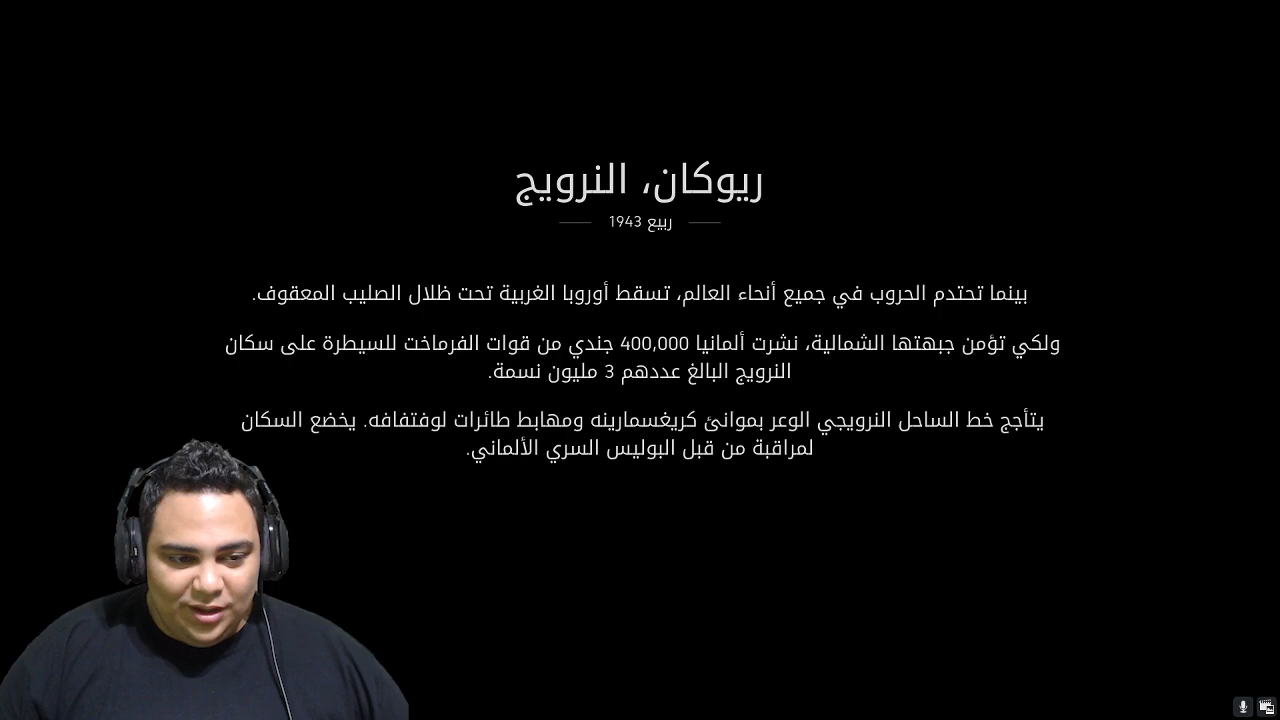 ريوكان، النرويج
ربيع 1943
بينما تحتدم الحروب في جميع أنحاء العالم، تسقط أوروبا الغربية تحت ظلال الصليب المعقوف.
ولكي تؤمن جبهتها الشمالية، نشرت ألمانيا 400,000 جندي من قوات الفرماخت للسيطرة على سكان
النرويج البالغ عددهم 3 مليون نسمة.
يتأجج خط الساحل النرويجي الوعر بموانئ كريغسمارينه ومهابط طائرات لوفتفافه. يخضع السكان
لمراقبة من قبل البوليس السري الألماني.